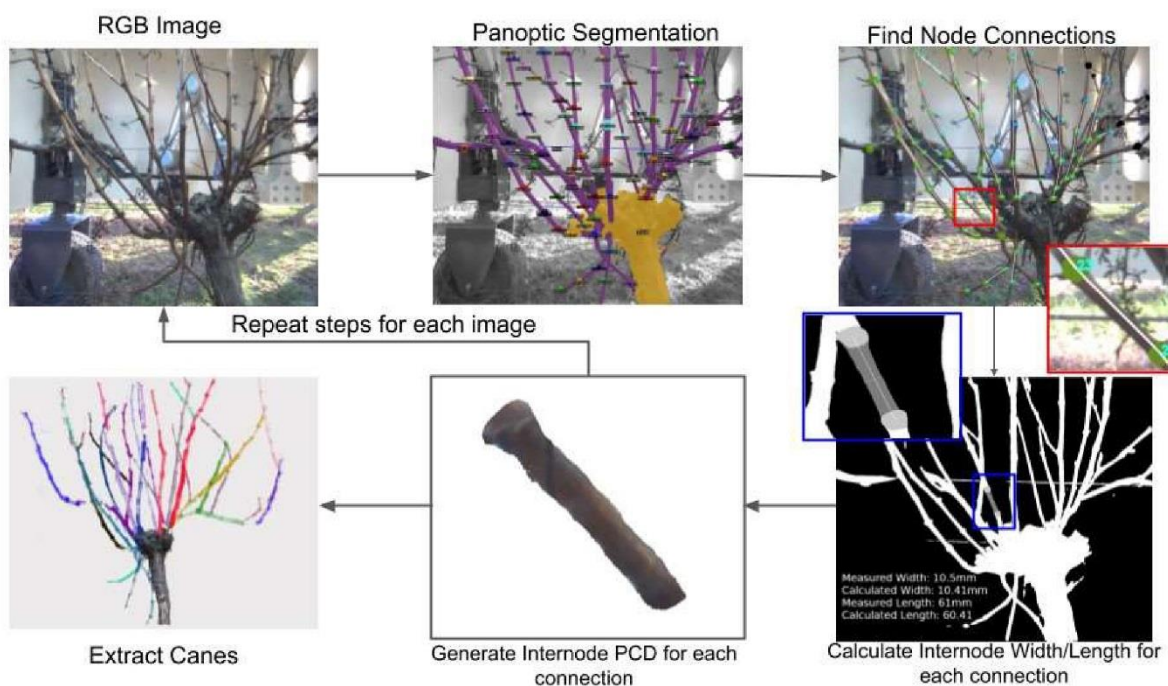 RGB Image
Panoptic Segmentation
Find Node Connections
Repeat steps for each image
Measured Width: 10.5mm
Calculated Width: 10.41mm
Measured Length: 61mm
Calculated Length: 60.41
Extract Canes
Generate Internode PCD for each
connection
Calculate Internode Width/Length for
each connection